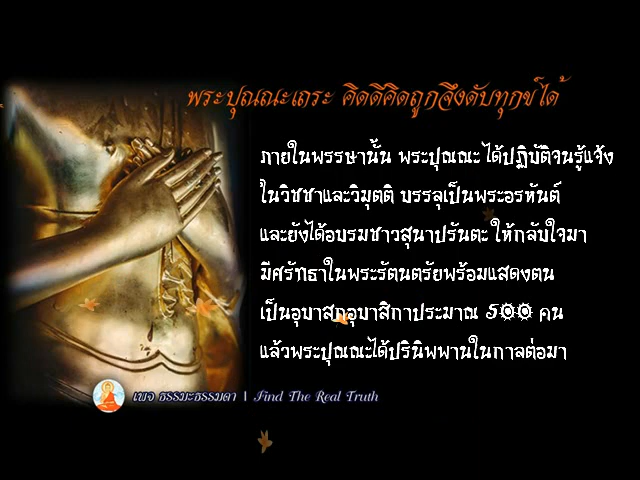 พระปุณณะเถระ คิดดีคิดถูกจึงดับทุกข์ได้
ภายในพรรษานั้น พระปุณณะ ได้ปฏิบัติจนรู้แจ้ง
ในวิชชาและวิมุตติ บรรลุเป็นพระอรหันต์
และยังได้อบรมชาวสุนาปรันตะ ให้กลับใจมา
มีศรัทธาในพระรัตนตรัยพร้อมแสดงตน
เป็นอุบาสกอุบาสิกาประมาณ 500 คน
แล้วพระปุณณะได้ปรินิพพานในกาลต่อมา
เพจ ธรรมะธรรมดา | Find The Real Truth